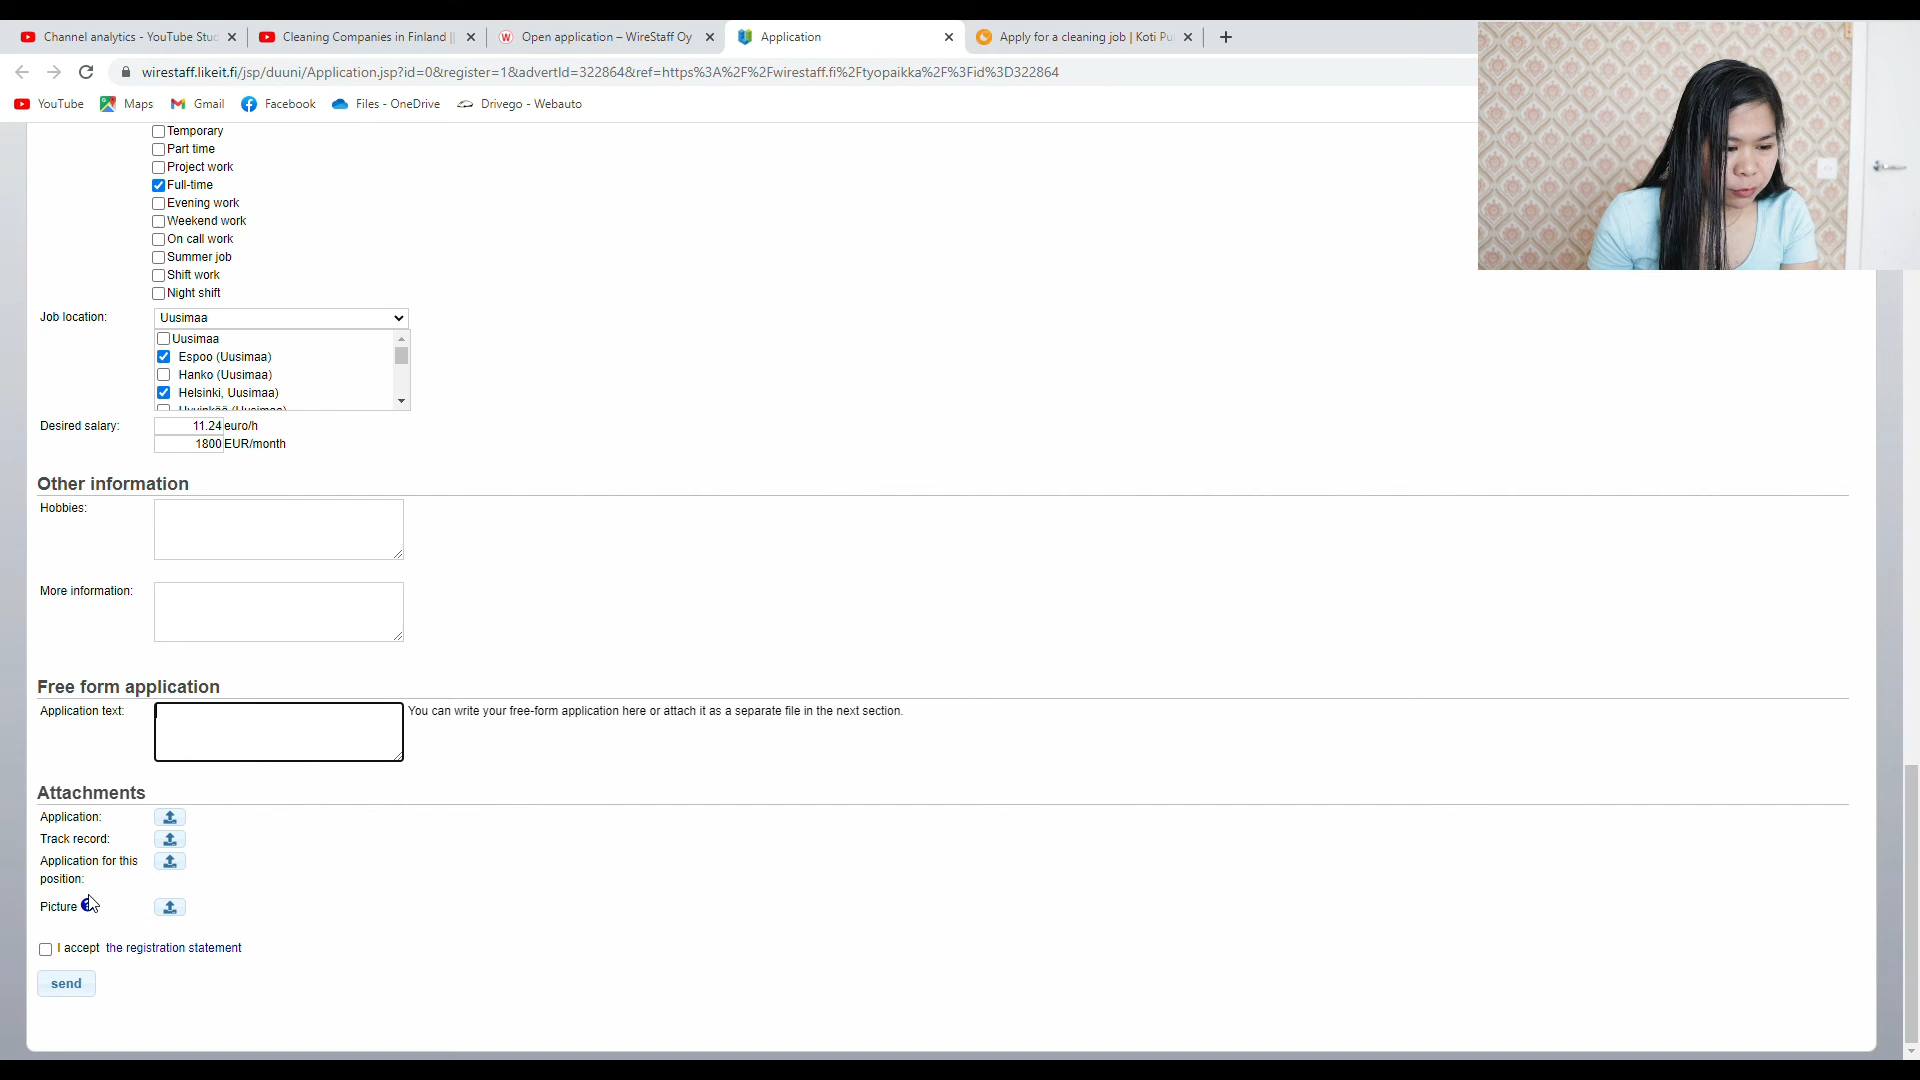 Channel analytics - YouTube Stu
Cleaning Companies in Finland ||
Open application – WireStaff Oy
Application
Apply for a cleaning job | Koti Pu
wirestaff.likeit.fi/jsp/duuni/Application.jsp?id=0&register=1&advertId=322864&ref=https%3A%2F%2Fwirestaff.fi%2Ftyopaikka%2F%3Fid%3D322864
YouTube
Maps
Gmail
Facebook
Files - OneDrive
Drivego - Webauto
Temporary
Part time
Project work
Full-time
Evening work
Weekend work
On call work
Summer job
Shift work
Night shift
Job location:
Uusimaa
Uusimaa
Espoo (Uusimaa)
Hanko (Uusimaa)
Helsinki, Uusimaa)
Hyvinkää (Uusimaa)
Desired salary:
11.24 euro/h
1800 EUR/month
Other information
Hobbies:
More information:
Free form application
Application text:
You can write your free-form application here or attach it as a separate file in the next section.
Attachments
Application:
Track record:
Application for this
position:
Picture
I accept the registration statement
send